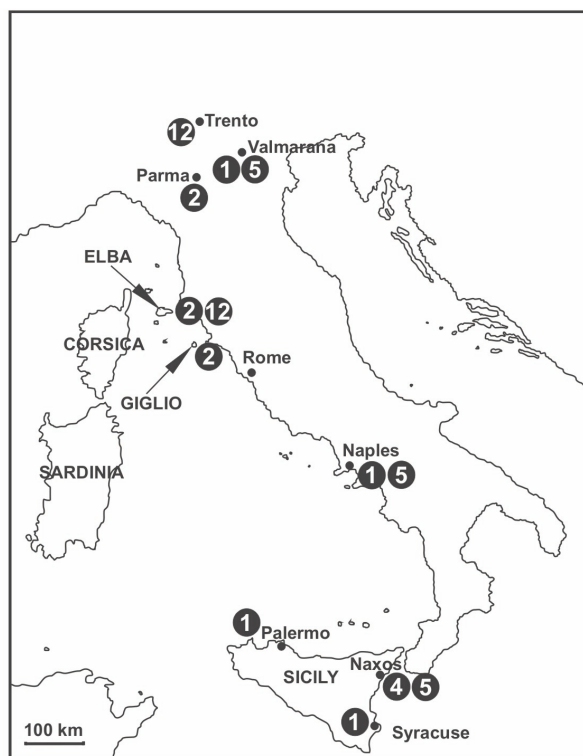 Trento
12
Valmarana
1 5
Parma
2
ELBA
2 12
CORSICA
2
Rome
GIGLIO
Naples
1 5
SARDINIA
1
Palermo
Naxos
SICILY
4 5
1
Syracuse
100 km